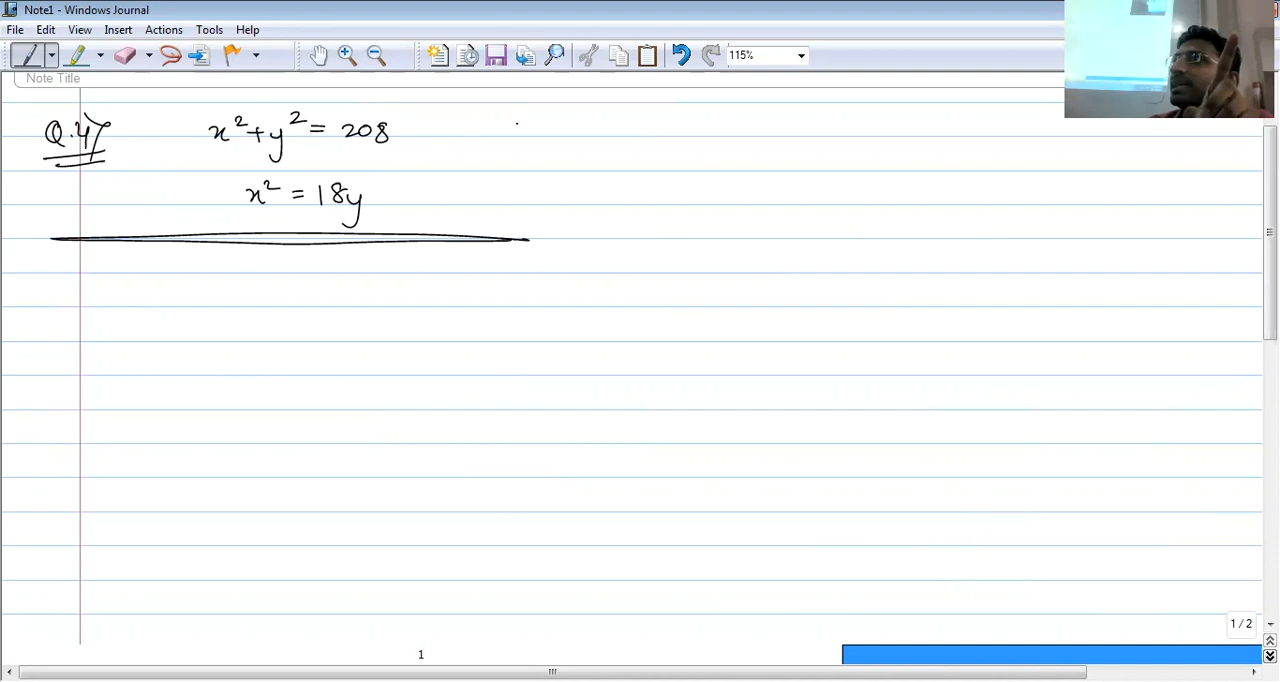 Note1 - Windows Journal
File Edit View Insert Actions Tools Help
115%
Note Title
Q.47 x²+y² = 208
x² = 18y
1 / 2
1